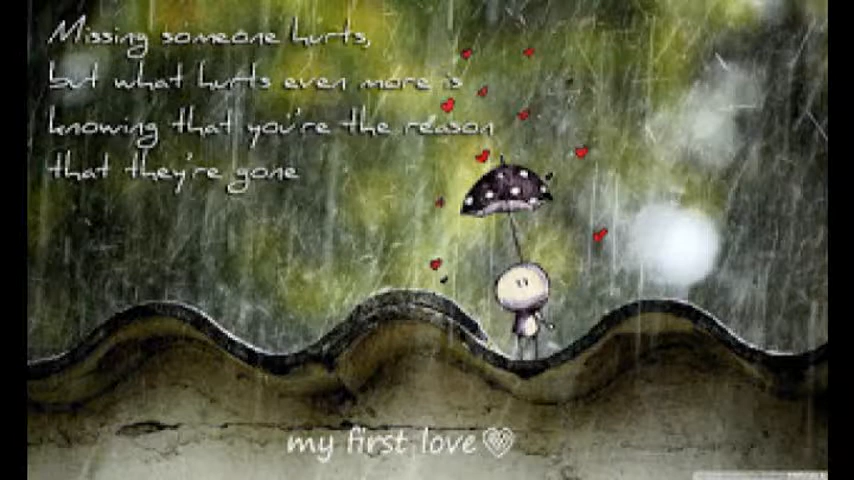 Missing someone hurts,
but what hurts even more is
knowing that you're the reason
that they're gone
my first love